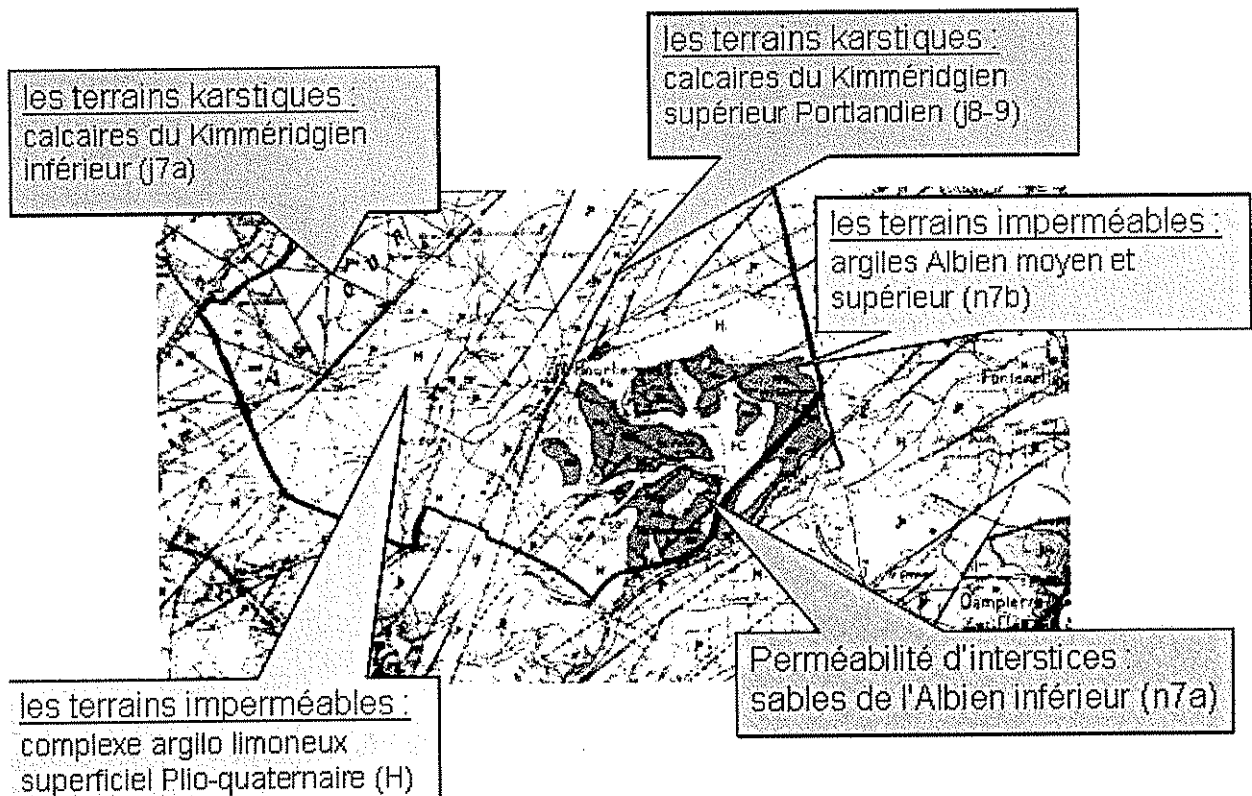 les terrains karstiques :
calcaires du Kimméridgien
supérieur Portlandien (j8-9)
les terrains karstiques :
calcaires du Kimméridgien
inférieur (j7a)
les terrains imperméables :
argiles Albien moyen et
supérieur (n7b)
H
H
H
Dampierre
Perméabilité d'interstices :
sables de l'Albien inférieur (n7a)
les terrains imperméables :
complexe argilo limoneux
superficiel Plio-quaternaire (H)